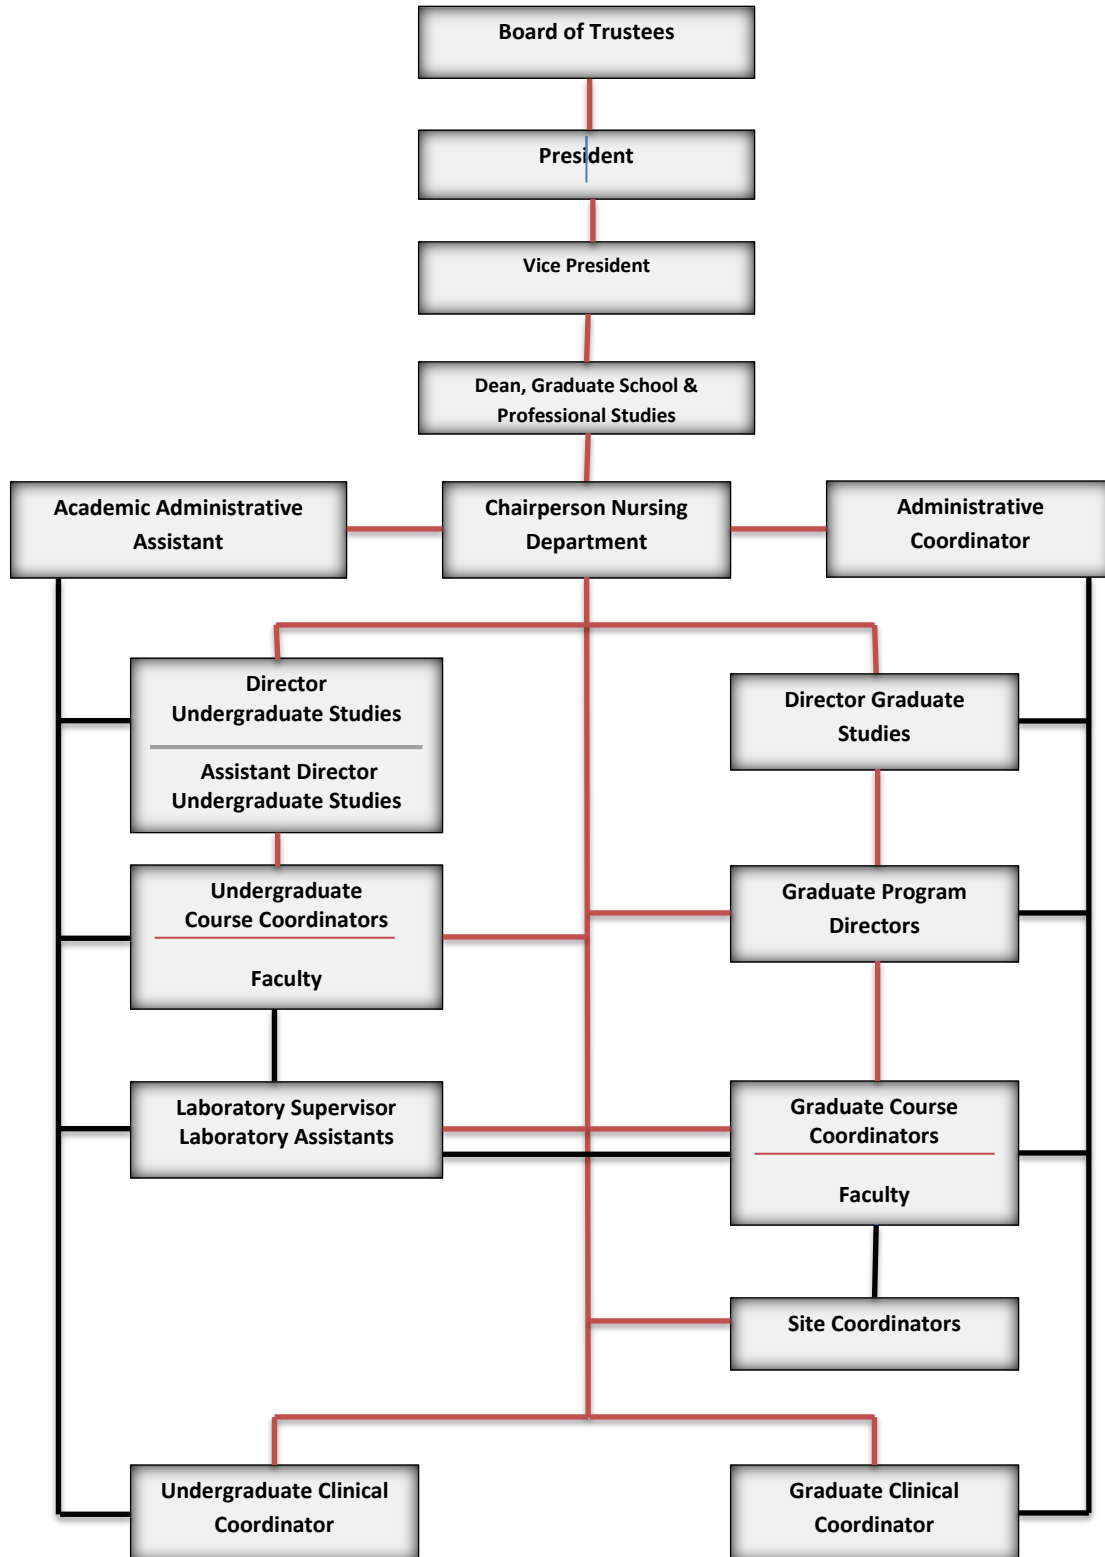 Board of Trustees
President
Vice President
Dean, Graduate School &
Professional Studies
Academic Administrative
Assistant
Chairperson Nursing
Department
Administrative
Coordinator
Director
Undergraduate Studies
Assistant Director
Undergraduate Studies
Director Graduate
Studies
Undergraduate
Course Coordinators
Faculty
Graduate Program
Directors
Laboratory Supervisor
Laboratory Assistants
Graduate Course
Coordinators
Faculty
Site Coordinators
Undergraduate Clinical
Coordinator
Graduate Clinical
Coordinator